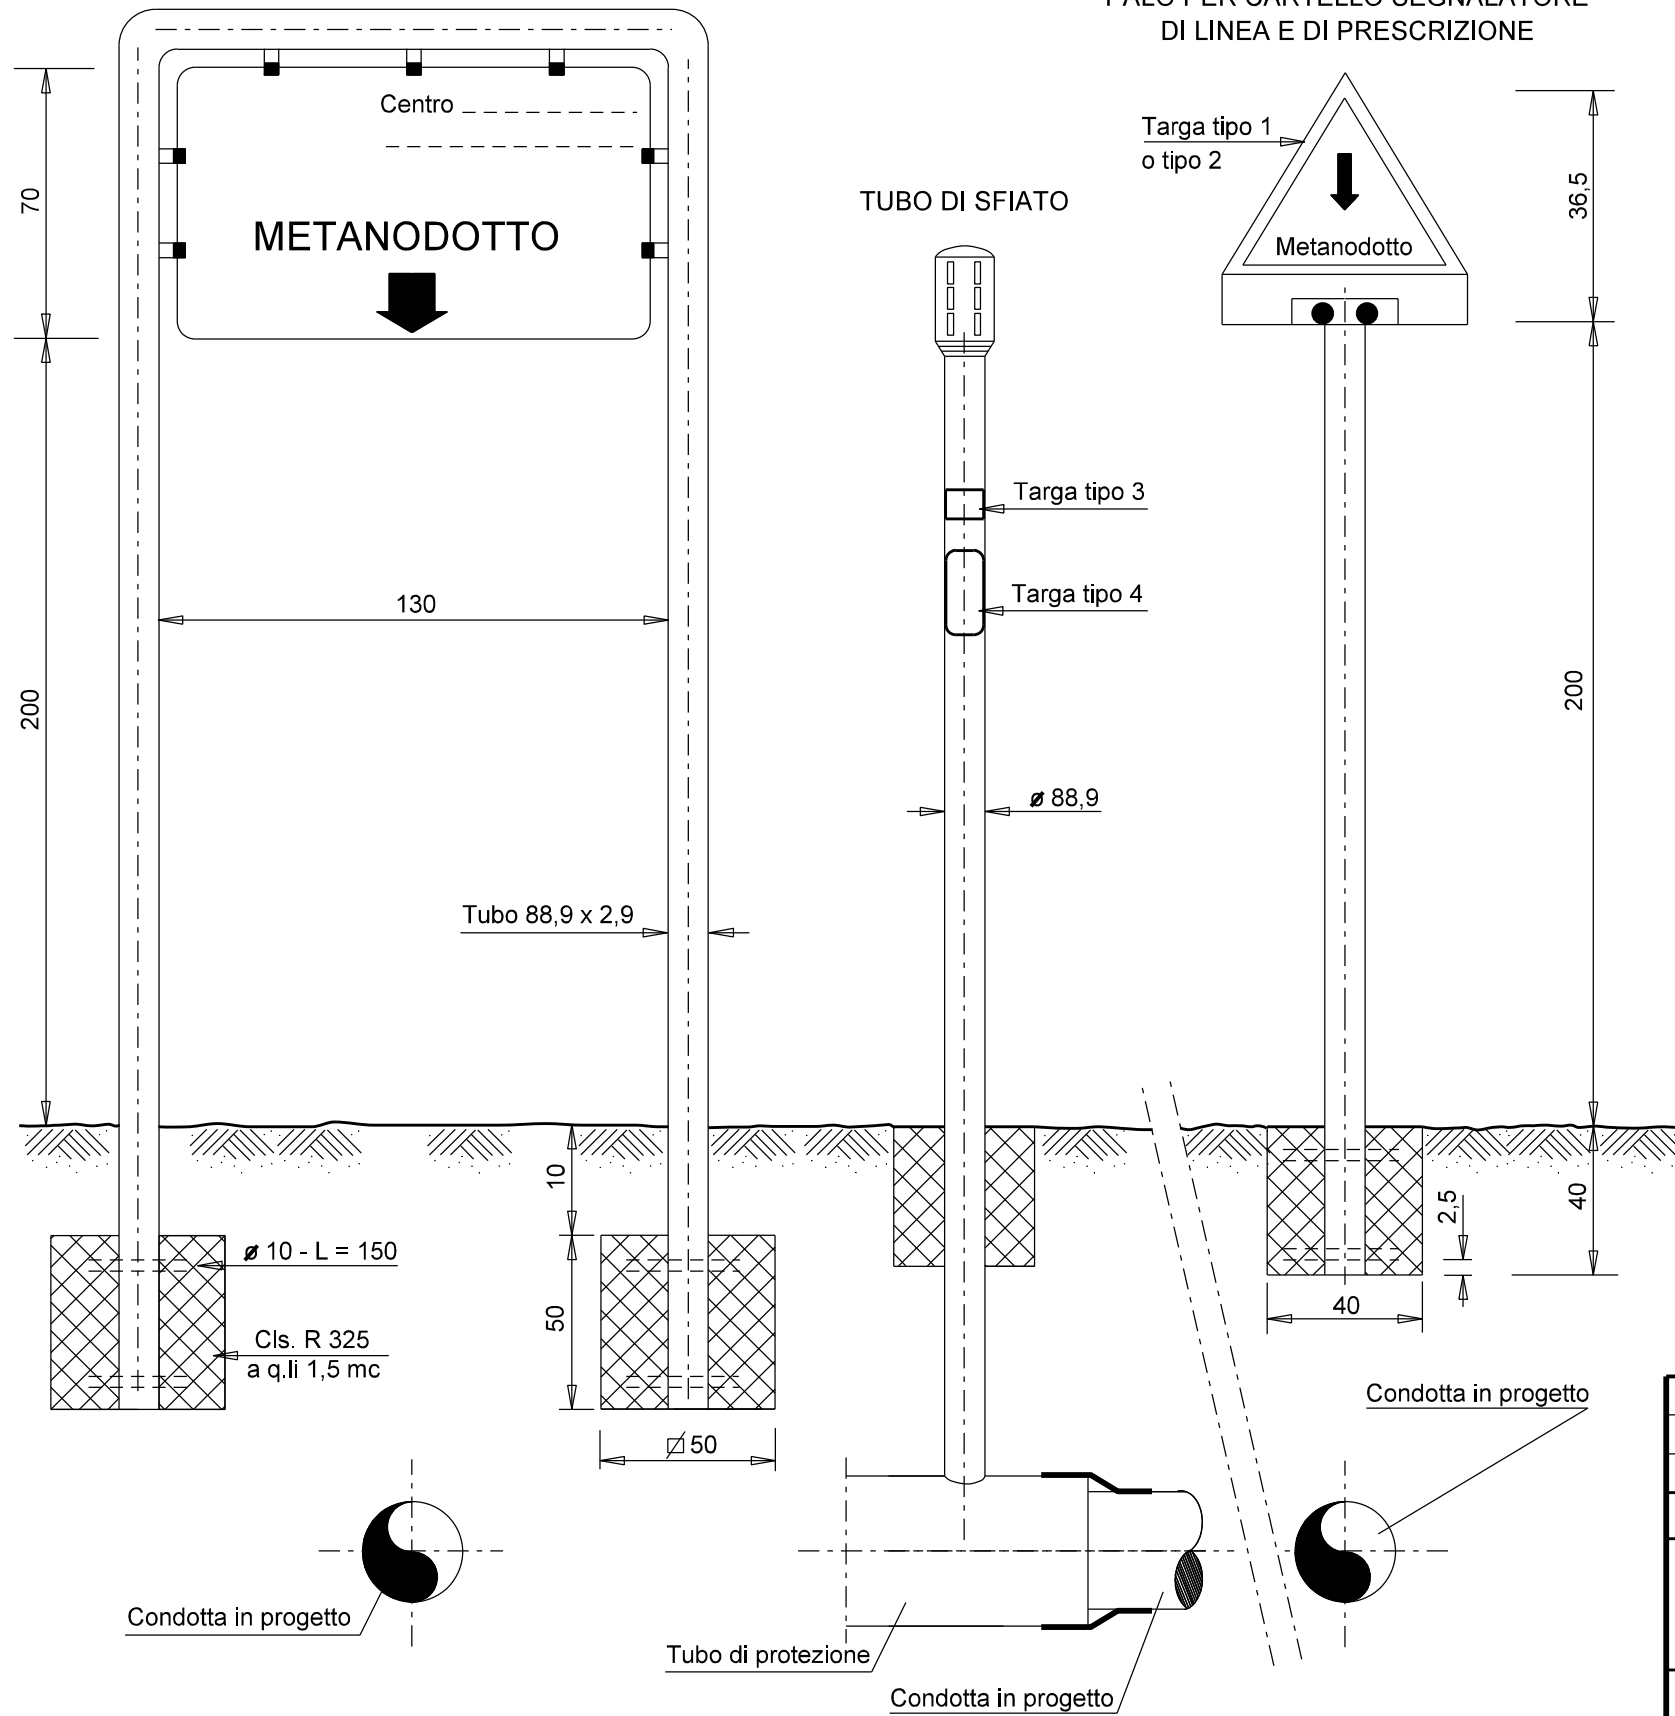 PALO PER CARTELLO SEGNALATORE
DI LINEA E DI PRESCRIZIONE
Centro
METANODOTTO
70
200
130
Tubo 88,9 x 2,9
ø 10 - L = 150
Cls. R 325
a q.li 1,5 mc
10
50
50
Condotta in progetto
TUBO DI SFIATO
Targa tipo 3
Targa tipo 4
ø 88,9
Tubo di protezione
Condotta in progetto
Targa tipo 1
o tipo 2
Metanodotto
36,5
200
40
2,5
40
Condotta in progetto